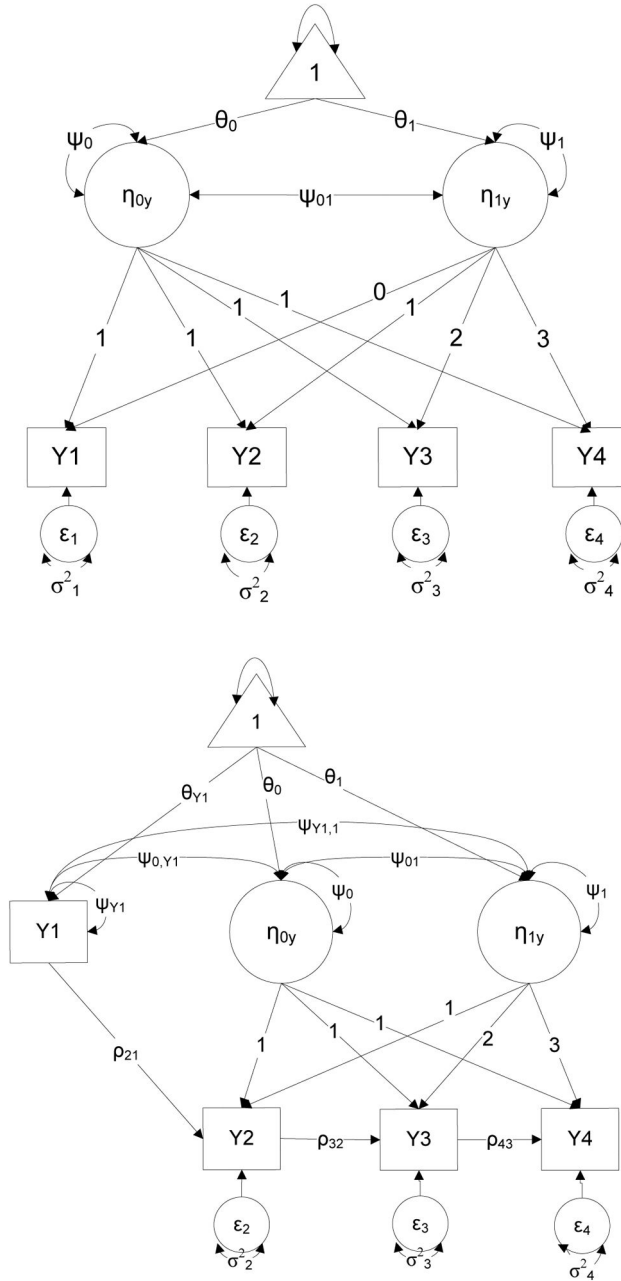 1
θ₀ θ₁
ψ₀ ψ₁
η₀y ψ₀₁ η₁y
1 1 1 1 0 1 2 3
Y1 Y2 Y3 Y4
ε₁ ε₂ ε₃ ε₄
σ²₁ σ²₂ σ²₃ σ²₄
1
θY1 θ₀ θ₁
ψY1,1
ψ0,Y1 ψ₀₁
ψY1 ψ₀ ψ₁
Y1 η₀y η₁y
ρ₂₁ 1 1 1 1 2 3
Y2 ρ₃₂ Y3 ρ₄₃ Y4
ε₂ ε₃ ε₄
σ²₂ σ²₃ σ²₄